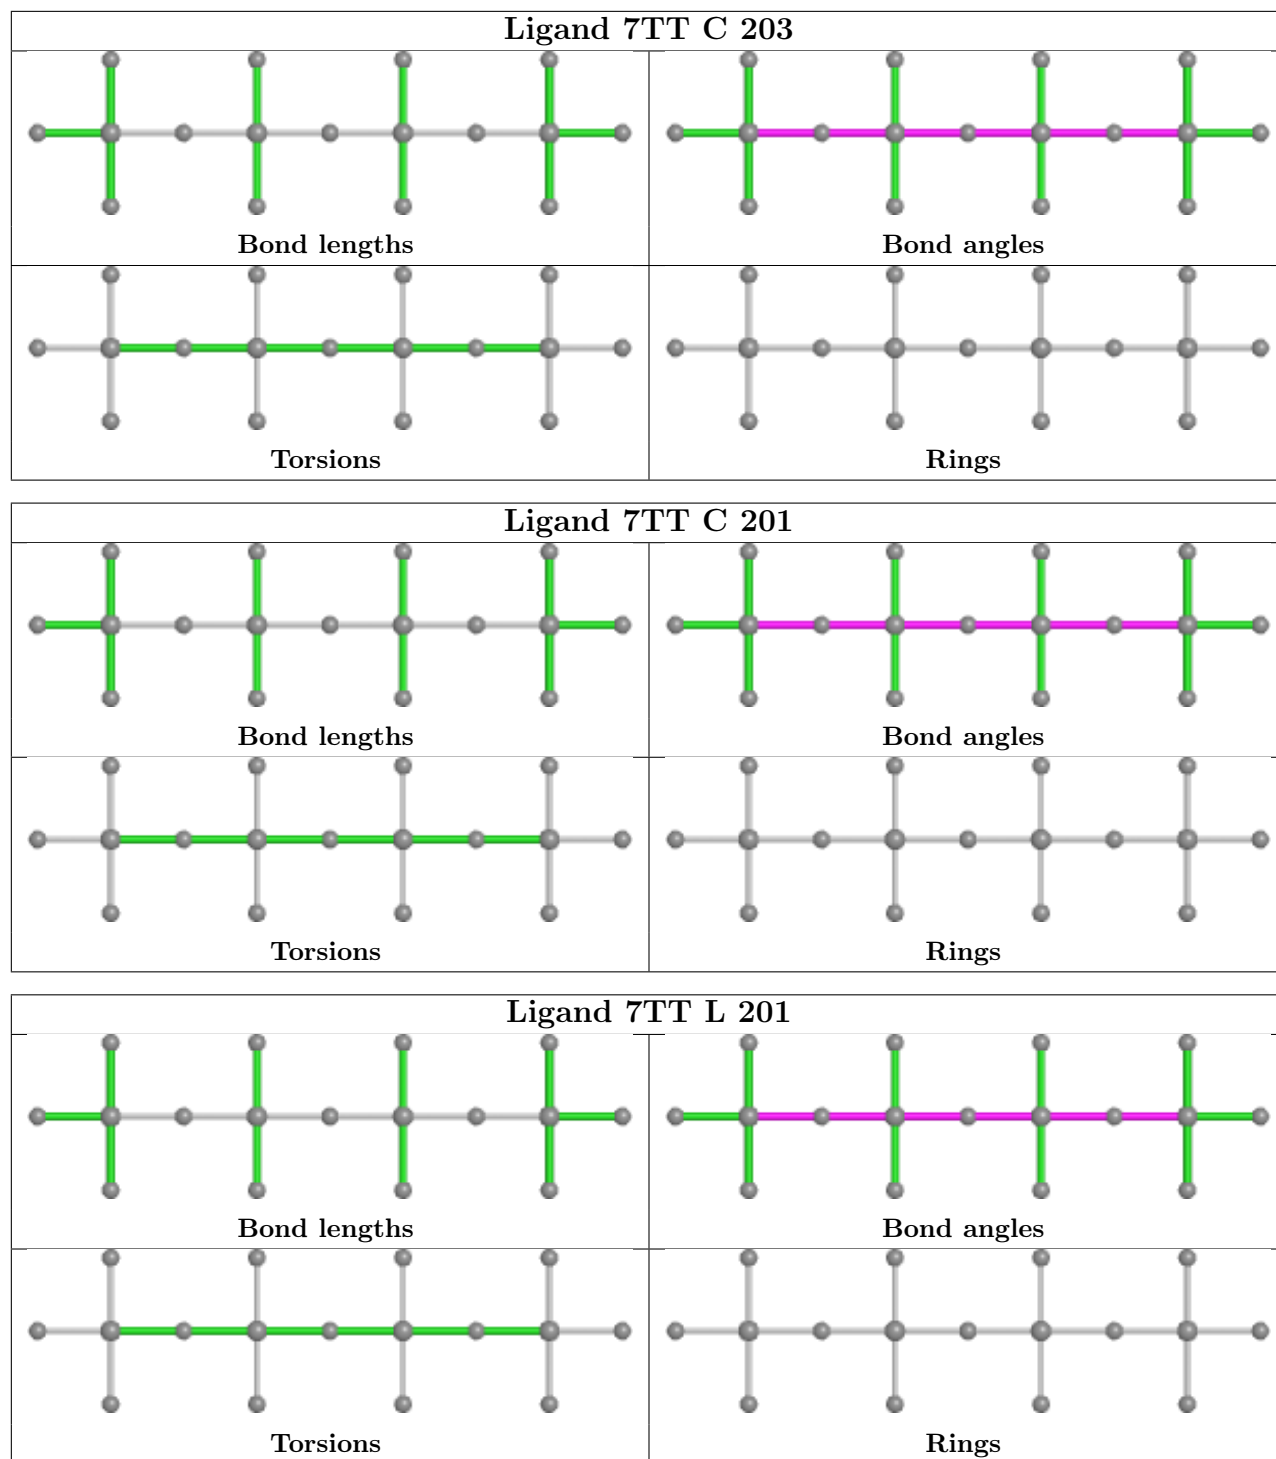 Ligand 7TT C 203
Bond lengths
Bond angles
Torsions
Rings
Ligand 7TT C 201
Bond lengths
Bond angles
Torsions
Rings
Ligand 7TT L 201
Bond lengths
Bond angles
Torsions
Rings